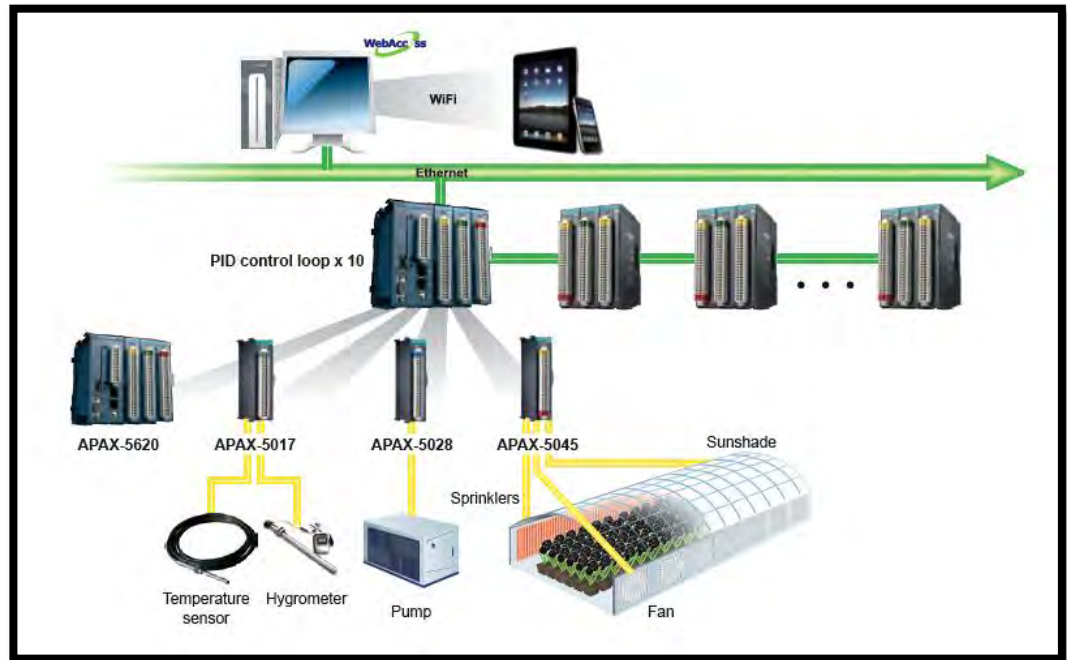 WebAccess
WiFi
Ethernet
PID control loop x 10
APAX-5620
APAX-5017
APAX-5028
APAX-5045
Sunshade
Sprinklers
Temperature
sensor
Hygrometer
Pump
Fan